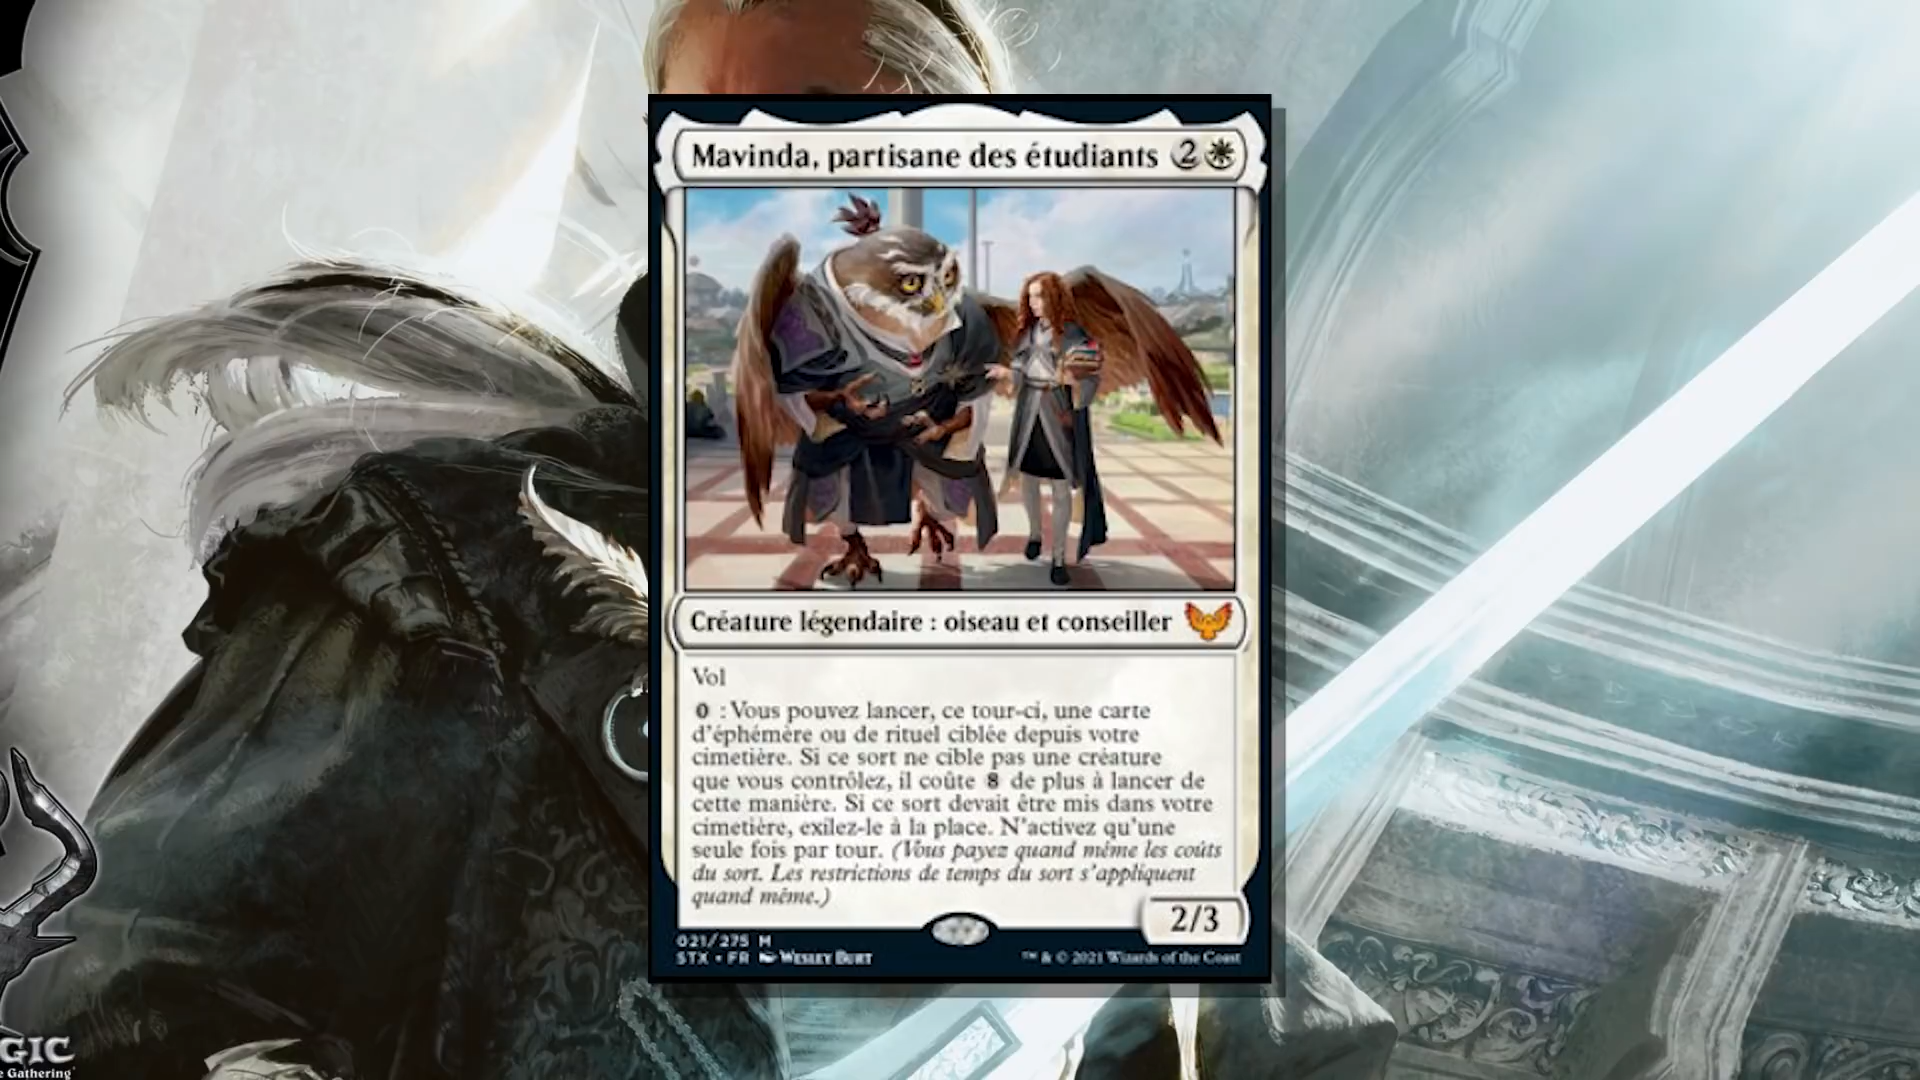 Mavinda, partisane des étudiants 2
Créature légendaire : oiseau et conseiller
Vol
0 : Vous pouvez lancer, ce tour-ci, une carte
d'éphémère ou de rituel ciblée depuis votre
cimetière. Si ce sort ne cible pas une créature
que vous contrôlez, il coûte 8 de plus à lancer de
cette manière. Si ce sort devait être mis dans votre
cimetière, exilez-le à la place. N'activez qu'une
seule fois par tour. (Vous payez quand même les coûts
du sort. Les restrictions de temps du sort s'appliquent
quand même.)
2/3
021/275 M
STX • FR Wesley Burt
™ & © 2021 Wizards of the Coast
GIC
e Gathering